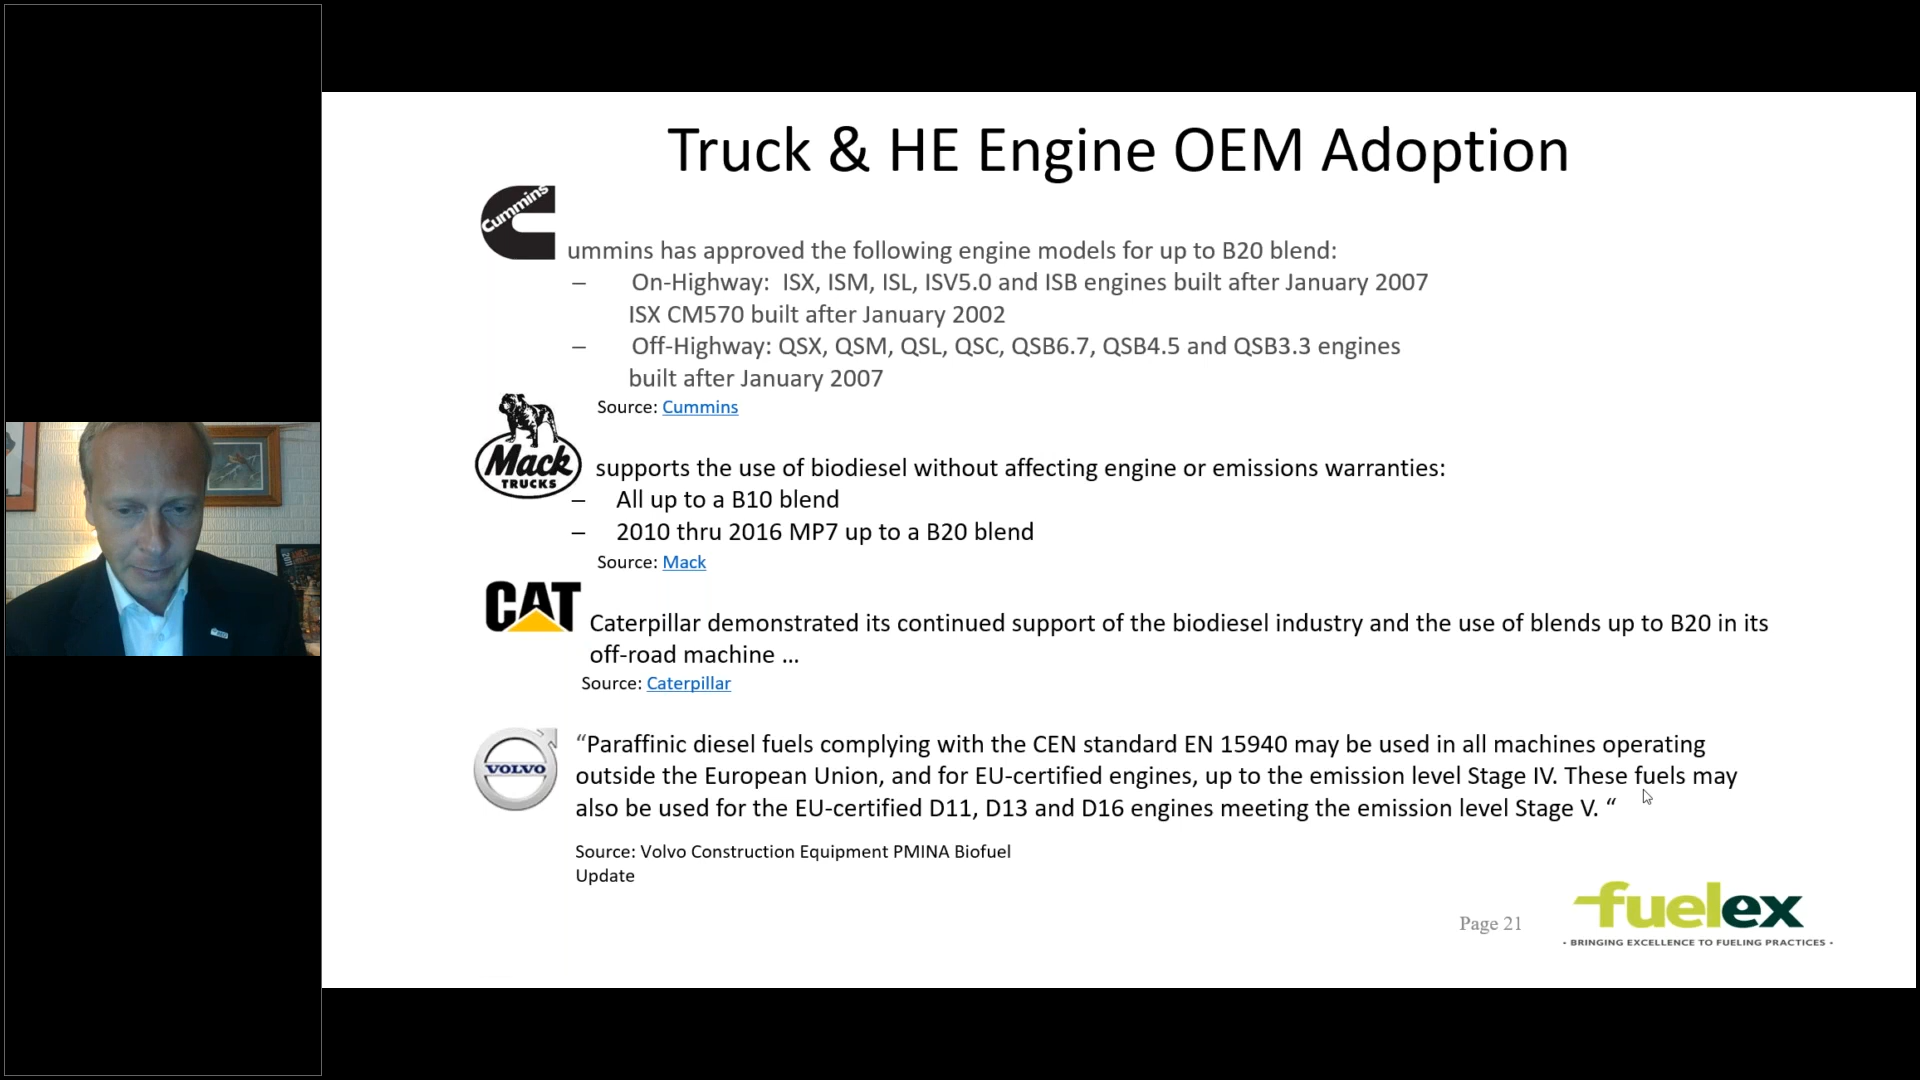 Truck & HE Engine OEM Adoption
Cummins
ummins has approved the following engine models for up to B20 blend:
– On-Highway: ISX, ISM, ISL, ISV5.0 and ISB engines built after January 2007
ISX CM570 built after January 2002
– Off-Highway: QSX, QSM, QSL, QSC, QSB6.7, QSB4.5 and QSB3.3 engines
built after January 2007
Source: Cummins
Mack
TRUCKS
supports the use of biodiesel without affecting engine or emissions warranties:
– All up to a B10 blend
– 2010 thru 2016 MP7 up to a B20 blend
Source: Mack
CAT
Caterpillar demonstrated its continued support of the biodiesel industry and the use of blends up to B20 in its
off-road machine ...
Source: Caterpillar
VOLVO
“Paraffinic diesel fuels complying with the CEN standard EN 15940 may be used in all machines operating
outside the European Union, and for EU-certified engines, up to the emission level Stage IV. These fuels may
also be used for the EU-certified D11, D13 and D16 engines meeting the emission level Stage V. “
Source: Volvo Construction Equipment PMINA Biofuel
Update
Page 21
fuelex
• BRINGING EXCELLENCE TO FUELING PRACTICES •